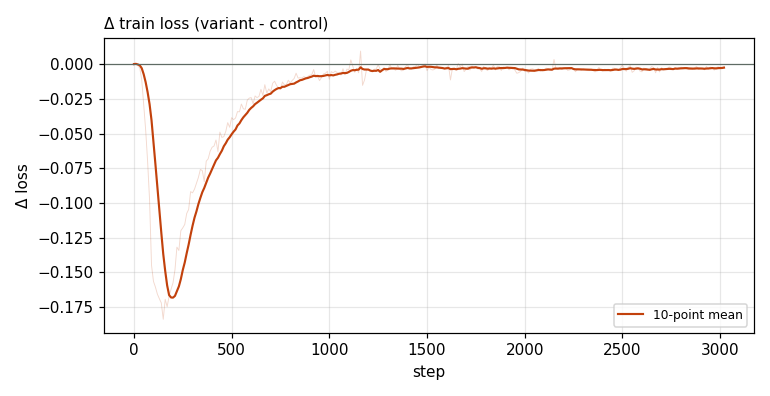 Δ train loss (variant - control)
0.000
−0.025
−0.050
−0.075
−0.100
−0.125
−0.150
−0.175
Δ loss
10-point mean
0 500 1000 1500 2000 2500 3000
step